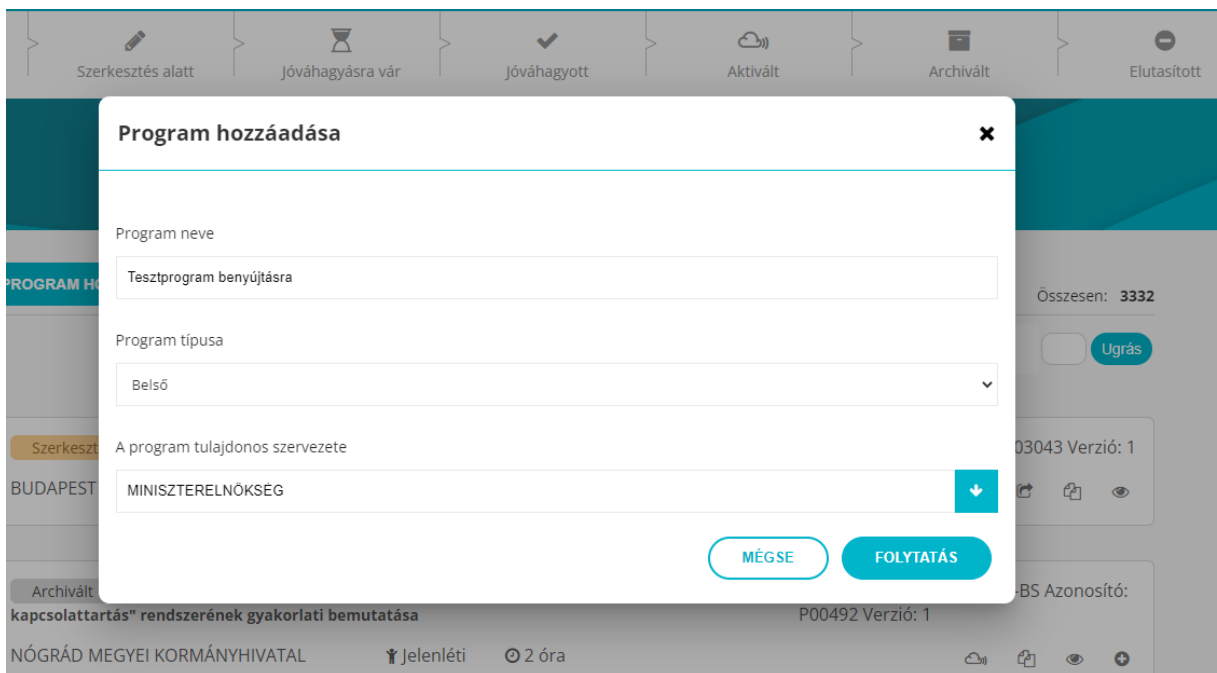 Szerkesztés alatt
Jóváhagyásra vár
Jóváhagyott
Aktivált
Archivált
Elutasított
Program hozzáadása
Program neve
Tesztprogram benyújtásra
PROGRAM
Összesen: 3332
Program típusa
Ugrás
Belső
A program tulajdonos szervezete
Szerkeszt
03043 Verzió: 1
MINISZTERELNÖKSÉG
BUDAPEST
MÉGSE
FOLYTATÁS
Archivált
-BS Azonosító:
kapcsolattartás" rendszerének gyakorlati bemutatása
P00492 Verzió: 1
NÓGRÁD MEGYEI KORMÁNYHIVATAL
Jelenléti
2 óra